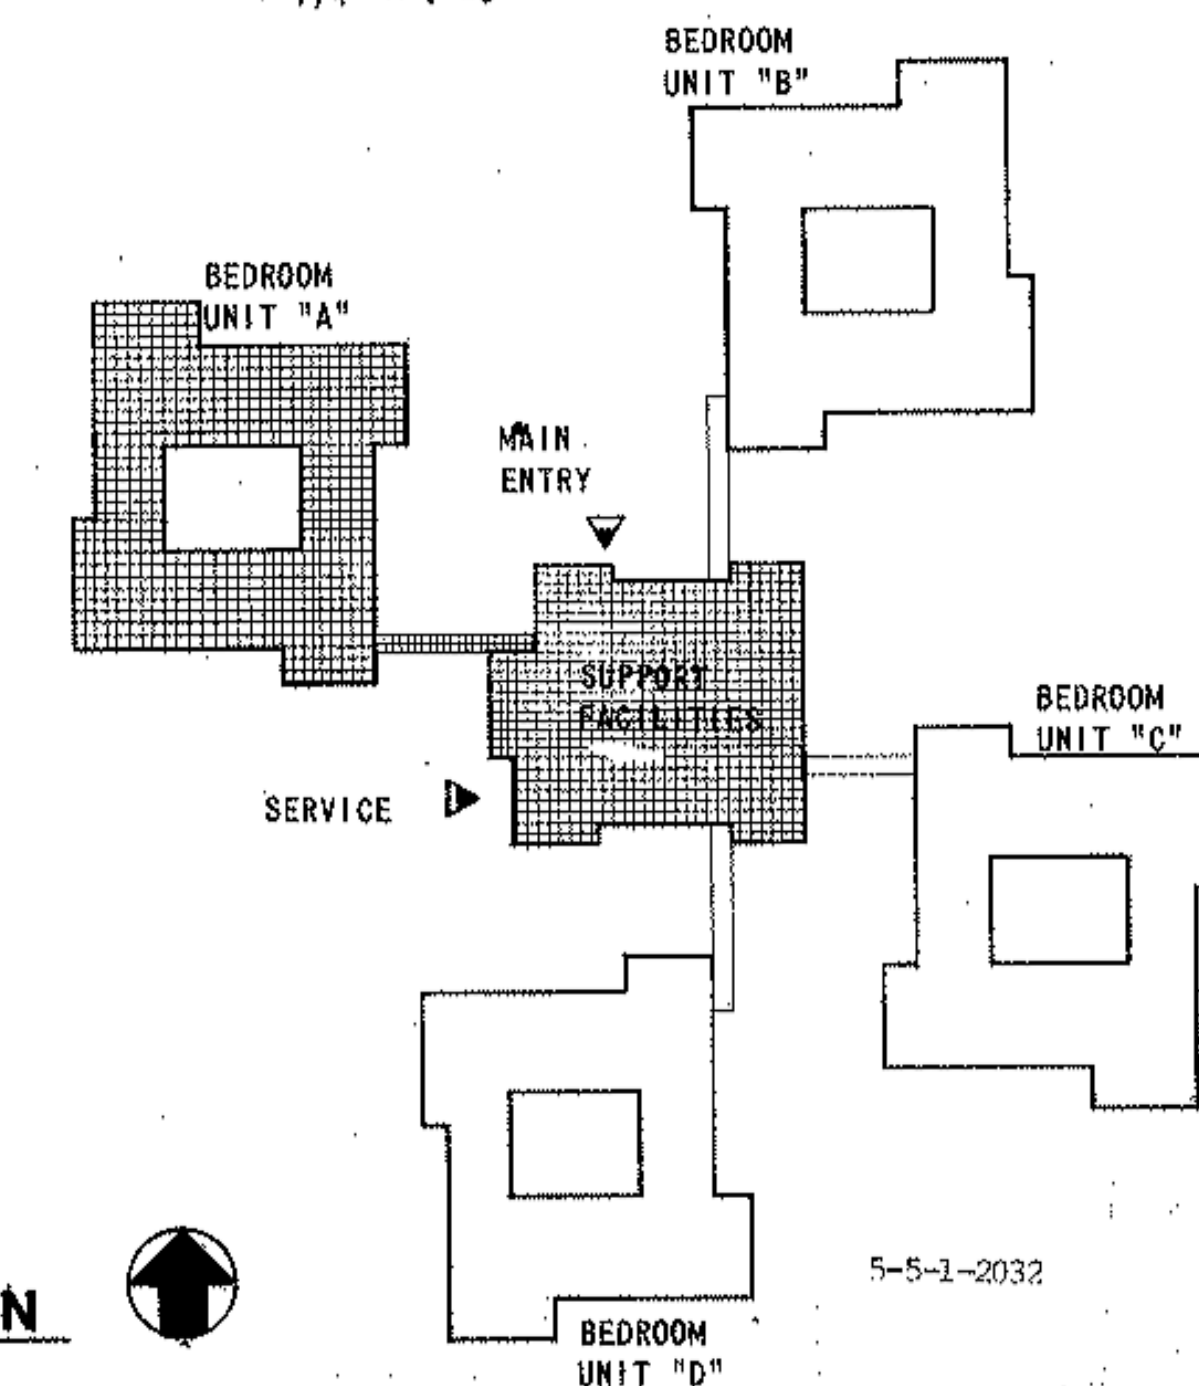 BEDROOM
UNIT "B"
BEDROOM
UNIT "A"
MAIN
ENTRY
SUPPORT
FACILITIES
BEDROOM
UNIT "C"
SERVICE
5-5-1-2032
N
BEDROOM
UNIT "D"